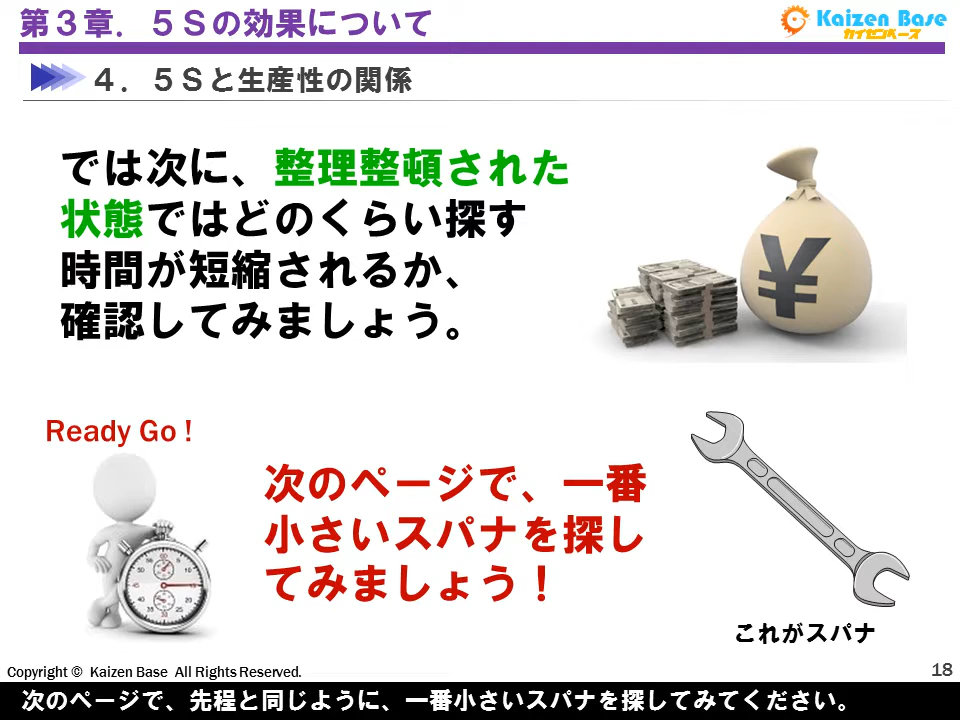 第３章．５Ｓの効果について
Kaizen Base
カイゼンベース
４．５Ｓと生産性の関係
では次に、整理整頓された
状態ではどのくらい探す
時間が短縮されるか、
確認してみましょう。
¥
Ready Go !
次のページで、一番
小さいスパナを探し
てみましょう！
これがスパナ
Copyright © Kaizen Base All Rights Reserved.
18
次のページで、先程と同じように、一番小さいスパナを探してみてください。